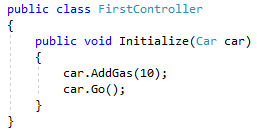 public class FirstController
{
    public void Initialize(Car car)
    {
        car.AddGas(10);
        car.Go();
    }
}